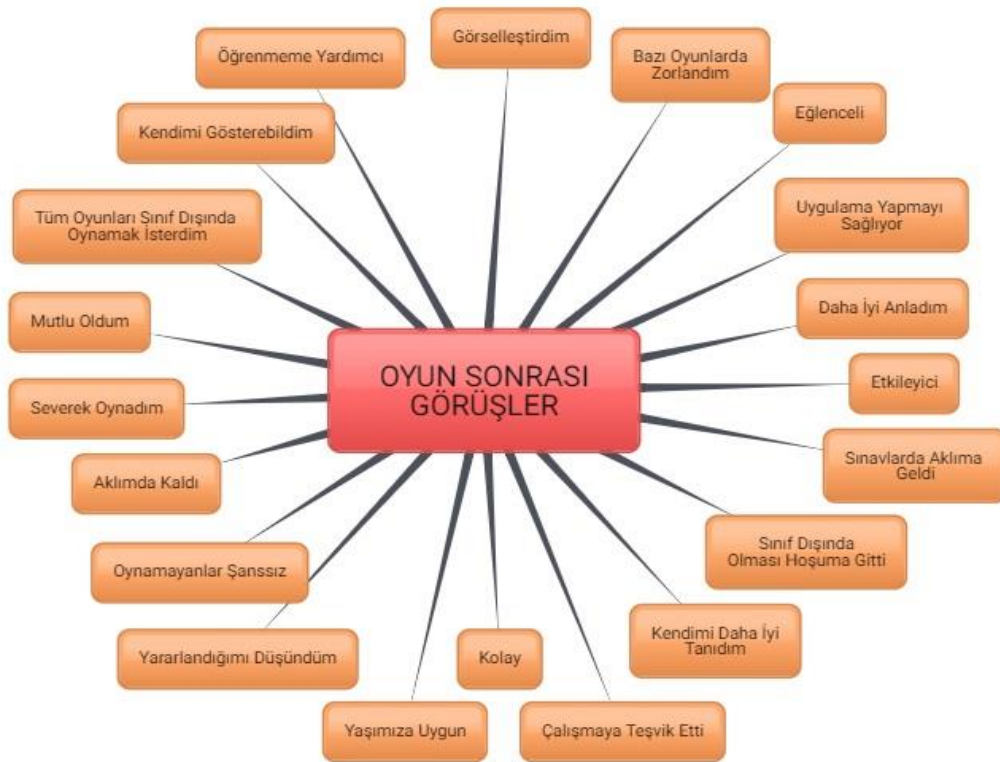 Görselleştirdim
Bazı Oyunlarda
Zorlandım
Öğrenmeme Yardımcı
Eğlenceli
Kendimi Gösterebildim
Uygulama Yapmayı
Sağlıyor
Tüm Oyunları Sınıf Dışında
Oynamak İsterdim
Daha İyi Anladım
Mutlu Oldum
OYUN SONRASI
GÖRÜŞLER
Etkileyici
Severek Oynadım
Sınavlarda Aklıma
Geldi
Aklımda Kaldı
Sınıf Dışında
Olması Hoşuma Gitti
Oynamayanlar Şanssız
Kendimi Daha İyi
Tanıdım
Yararlandığımı Düşündüm
Kolay
Yaşımıza Uygun
Çalışmaya Teşvik Etti